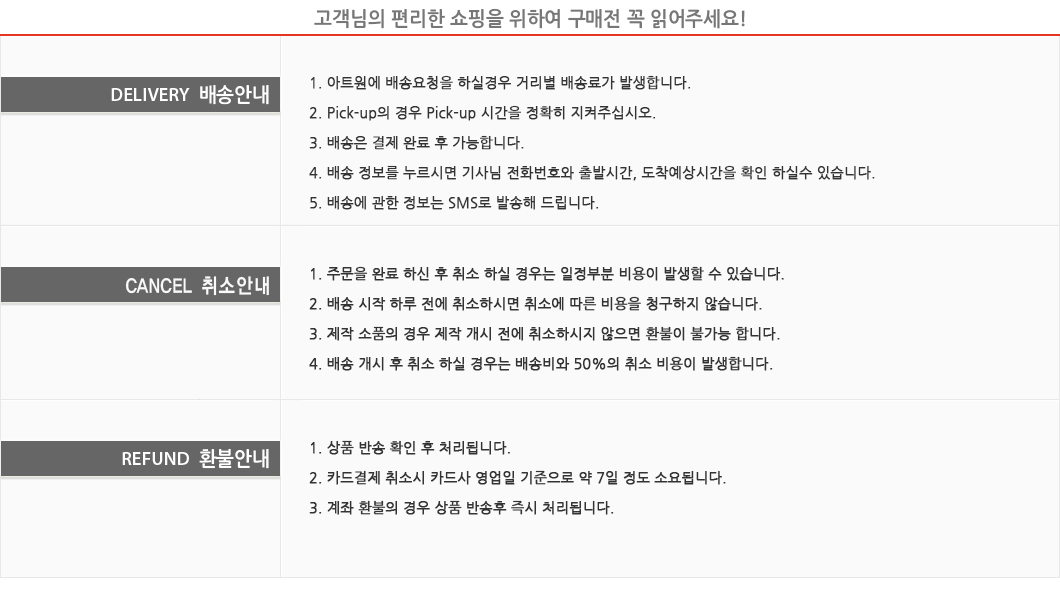 고객님의 편리한 쇼핑을 위하여 구매전 꼭 읽어주세요!
DELIVERY 배송안내
1. 아트원에 배송요청을 하실경우 거리별 배송료가 발생합니다.
2. Pick-up의 경우 Pick-up 시간을 정확히 지켜주십시오.
3. 배송은 결제 완료 후 가능합니다.
4. 배송 정보를 누르시면 기사님 전화번호와 출발시간, 도착예상시간을 확인 하실수 있습니다.
5. 배송에 관한 정보는 SMS로 발송해 드립니다.
CANCEL 취소안내
1. 주문을 완료 하신 후 취소 하실 경우는 일정부분 비용이 발생할 수 있습니다.
2. 배송 시작 하루 전에 취소하시면 취소에 따른 비용을 청구하지 않습니다.
3. 제작 소품의 경우 제작 개시 전에 취소하시지 않으면 환불이 불가능 합니다.
4. 배송 개시 후 취소 하실 경우는 배송비와 50%의 취소 비용이 발생합니다.
REFUND 환불안내
1. 상품 반송 확인 후 처리됩니다.
2. 카드결제 취소시 카드사 영업일 기준으로 약 7일 정도 소요됩니다.
3. 계좌 환불의 경우 상품 반송후 즉시 처리됩니다.